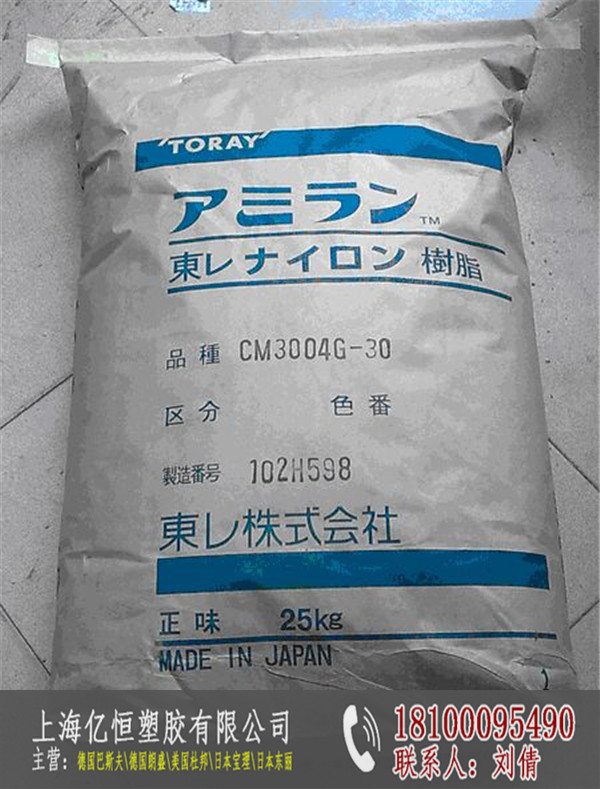 TORAY
アミラン™
東レナイロン樹脂
品種 CM3004G-30
区分 色番
製造番号 102H598
東レ株式会社
正味 25kg
MADE IN JAPAN
上海亿恒塑胶有限公司
主营:德国巴斯夫\德国朗盛\美国杜邦\日本宝理\日本东丽
18100095490
联系人:刘倩